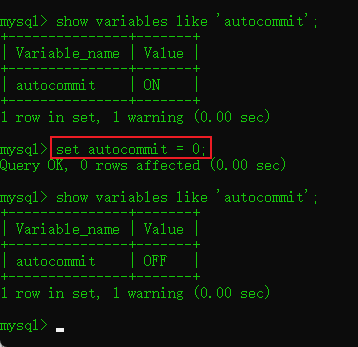 mysql> show variables like 'autocommit';
+---------------+-------+
| Variable_name | Value |
+---------------+-------+
| autocommit    | ON    |
+---------------+-------+
1 row in set, 1 warning (0.00 sec)
mysql> set autocommit = 0;
Query OK, 0 rows affected (0.00 sec)
mysql> show variables like 'autocommit';
+---------------+-------+
| Variable_name | Value |
+---------------+-------+
| autocommit    | OFF   |
+---------------+-------+
1 row in set, 1 warning (0.00 sec)
mysql> _